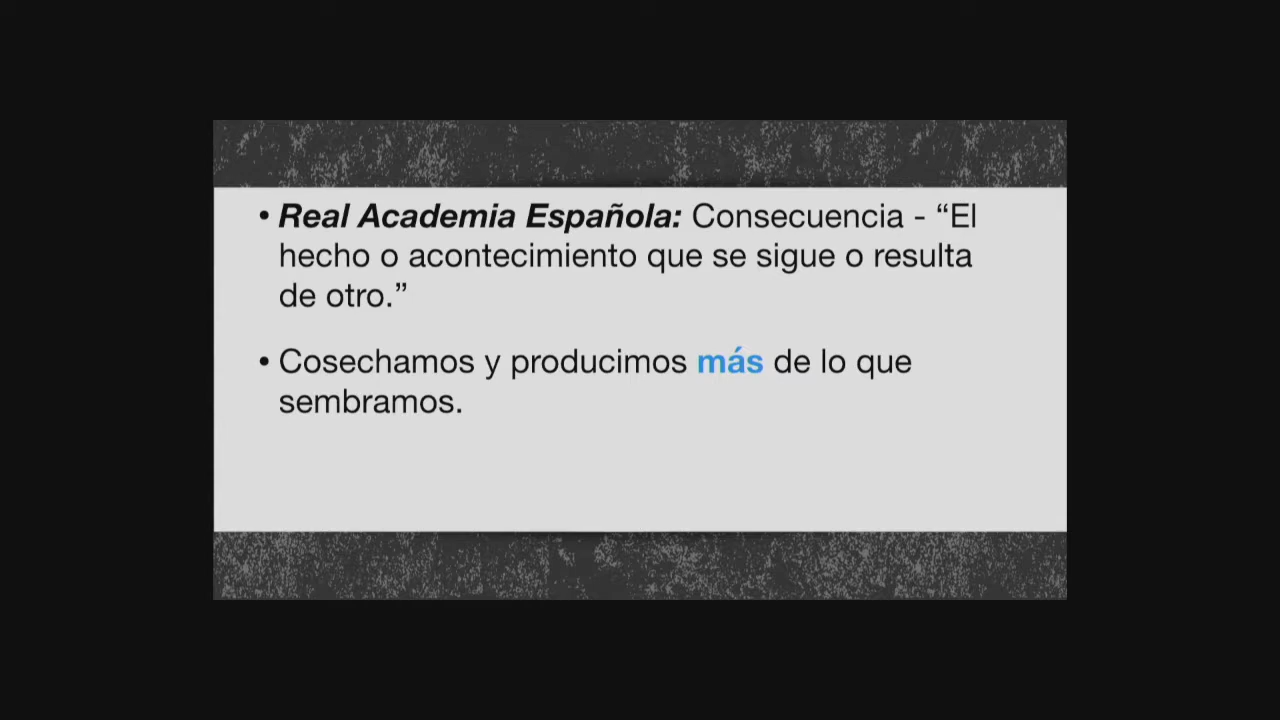 • Real Academia Española: Consecuencia - “El
hecho o acontecimiento que se sigue o resulta
de otro.”
• Cosechamos y producimos más de lo que
sembramos.